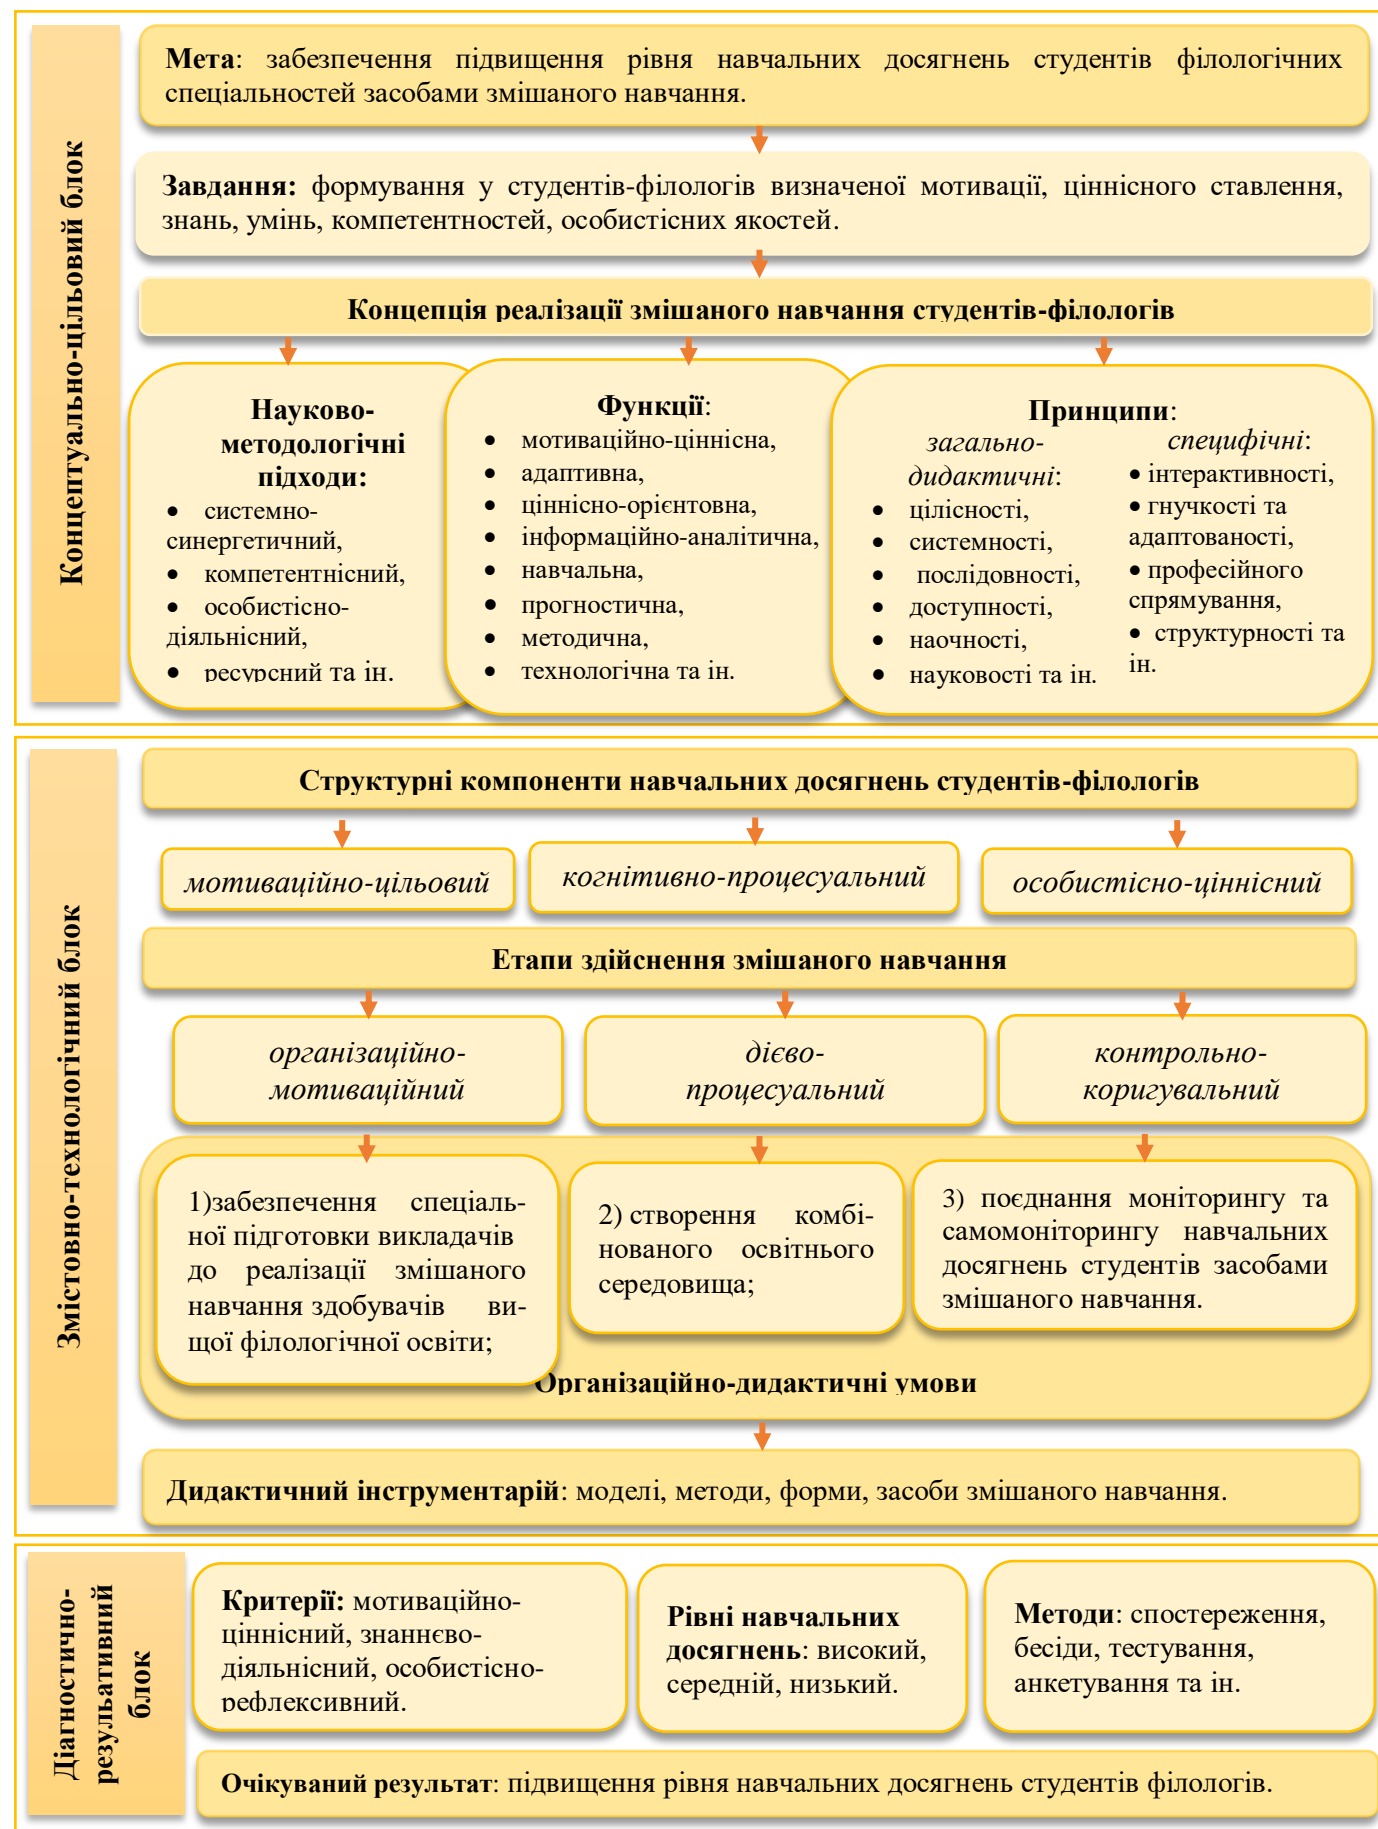 Концептуально-цільовий блок
Мета: забезпечення підвищення рівня навчальних досягнень студентів філологічних
спеціальностей засобами змішаного навчання.
Завдання: формування у студентів-філологів визначеної мотивації, ціннісного ставлення,
знань, умінь, компетентностей, особистісних якостей.
Концепція реалізації змішаного навчання студентів-філологів
Науково-
методологічні
підходи:
• системно-
синергетичний,
• компетентнісний,
• особистісно-
діяльнісний,
• ресурсний та ін.
Функції:
• мотиваційно-ціннісна,
• адаптивна,
• ціннісно-орієнтовна,
• інформаційно-аналітична,
• навчальна,
• прогностична,
• методична,
• технологічна та ін.
Принципи:
загально-
дидактичні:
• цілісності,
• системності,
• послідовності,
• доступності,
• наочності,
• науковості та ін.
специфічні:
• інтерактивності,
• гнучкості та
адаптованості,
• професійного
спрямування,
• структурності та
ін.
Змістовно-технологічний блок
Структурні компоненти навчальних досягнень студентів-філологів
мотиваційно-цільовий
когнітивно-процесуальний
особистісно-ціннісний
Етапи здійснення змішаного навчання
організаційно-
мотиваційний
дієво-
процесуальний
контрольно-
коригувальний
1)забезпечення спеціаль-
ної підготовки викладачів
до реалізації змішаного
навчання здобувачів ви-
щої філологічної освіти;
2) створення комбі-
нованого освітнього
середовища;
3) поєднання моніторингу та
самомоніторингу навчальних
досягнень студентів засобами
змішаного навчання.
Організаційно-дидактичні умови
Дидактичний інструментарій: моделі, методи, форми, засоби змішаного навчання.
Діагностично-
результативний
блок
Критерії: мотиваційно-
ціннісний, знаннєво-
діяльнісний, особистісно-
рефлексивний.
Рівні навчальних
досягнень: високий,
середній, низький.
Методи: спостереження,
бесіди, тестування,
анкетування та ін.
Очікуваний результат: підвищення рівня навчальних досягнень студентів філологів.